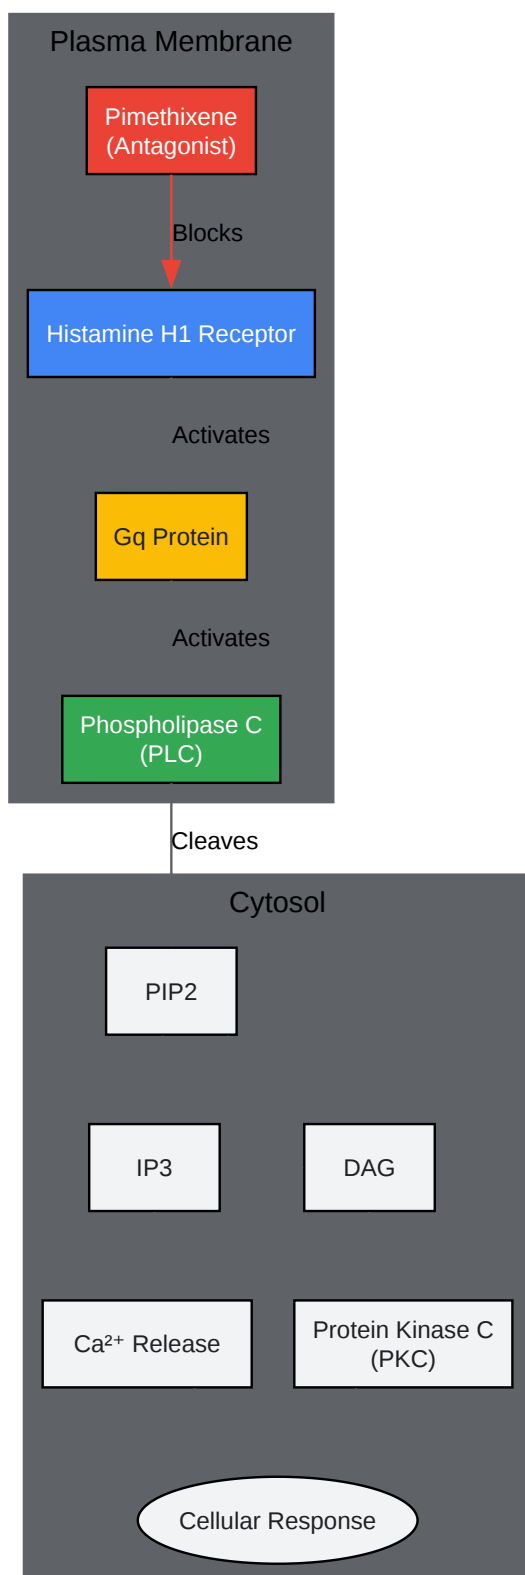 Plasma Membrane
Pimethixene
(Antagonist)
Blocks
Histamine H1 Receptor
Activates
Gq Protein
Activates
Phospholipase C
(PLC)
Cleaves
Cytosol
PIP2
IP3
DAG
Ca²⁺ Release
Protein Kinase C
(PKC)
Cellular Response